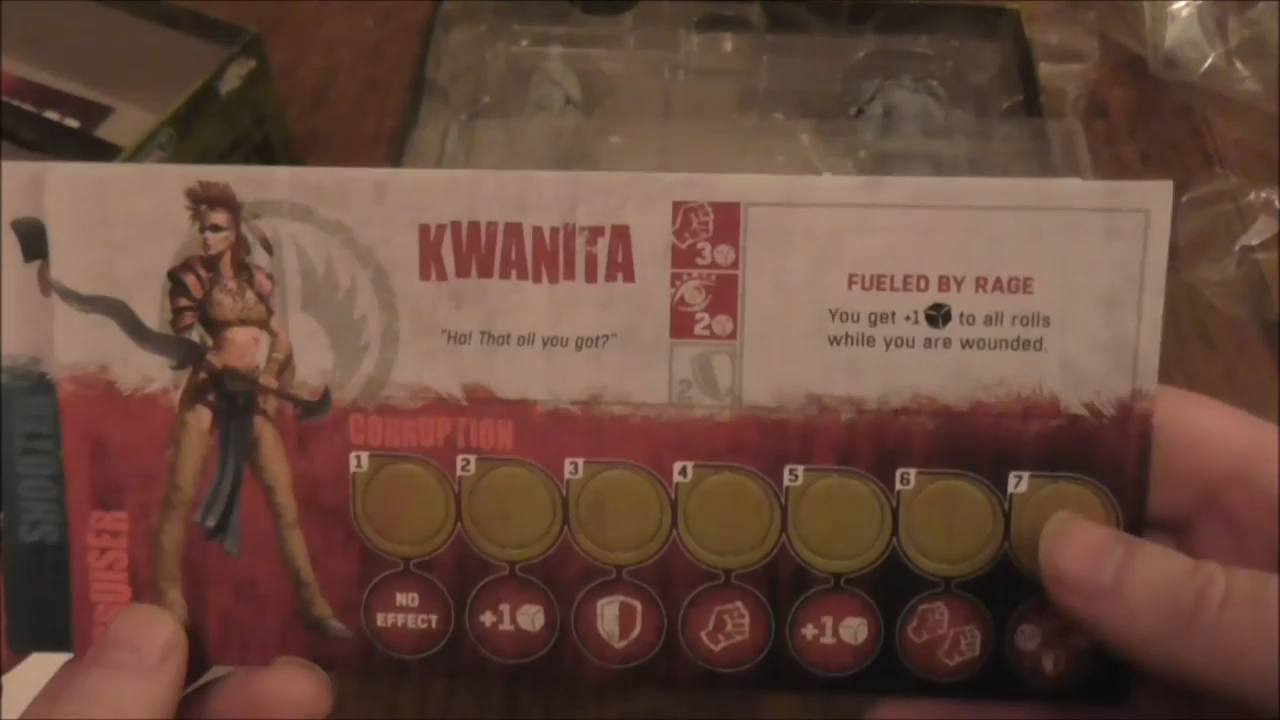 KWANITA
"Ha! That all you got?"
3
2
2
FUELED BY RAGE
You get +1 to all rolls
while you are wounded.
CORRUPTION
1 2 3 4 5 6 7
NO
EFFECT
+1
+1
BRUISER